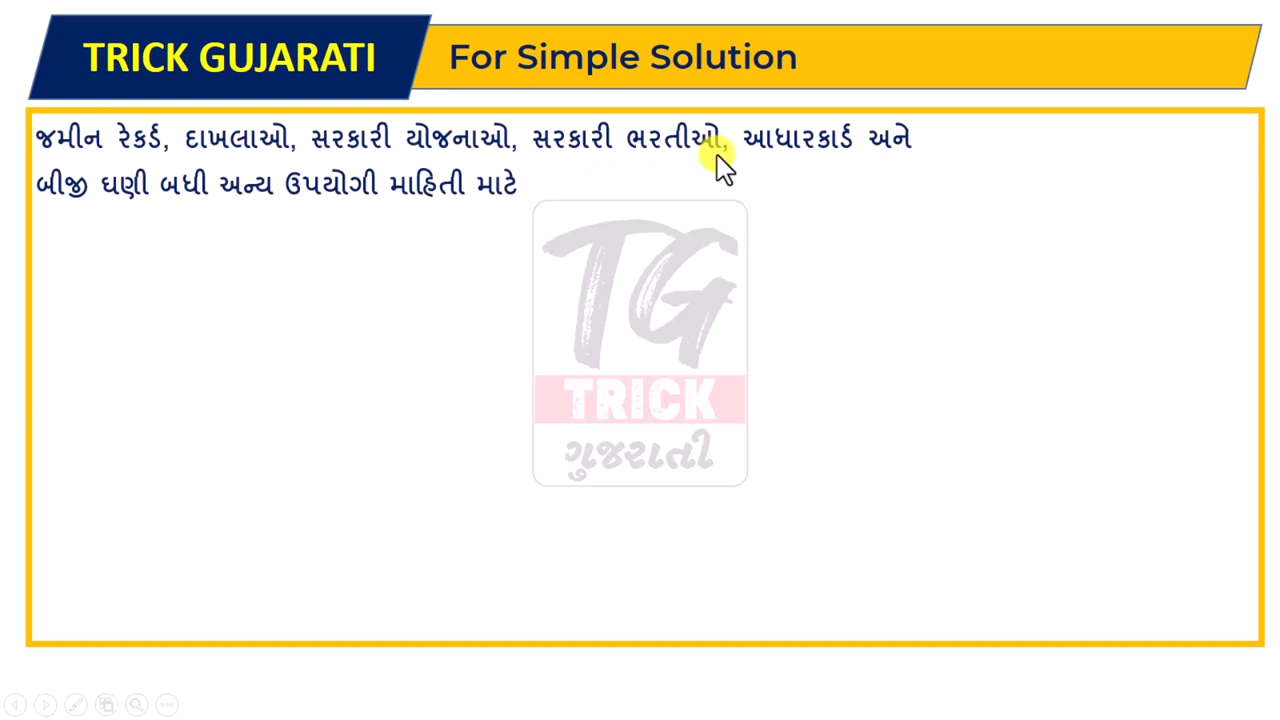 TRICK GUJARATI
For Simple Solution
જમીન રેકર્ડ, દાખલાઓ, સરકારી યોજનાઓ, સરકારી ભરતીઓ, આધારકાર્ડ અને
બીજી ઘણી બધી અન્ય ઉપયોગી માહિતી માટે
TG
TRICK
ગુજરાતી